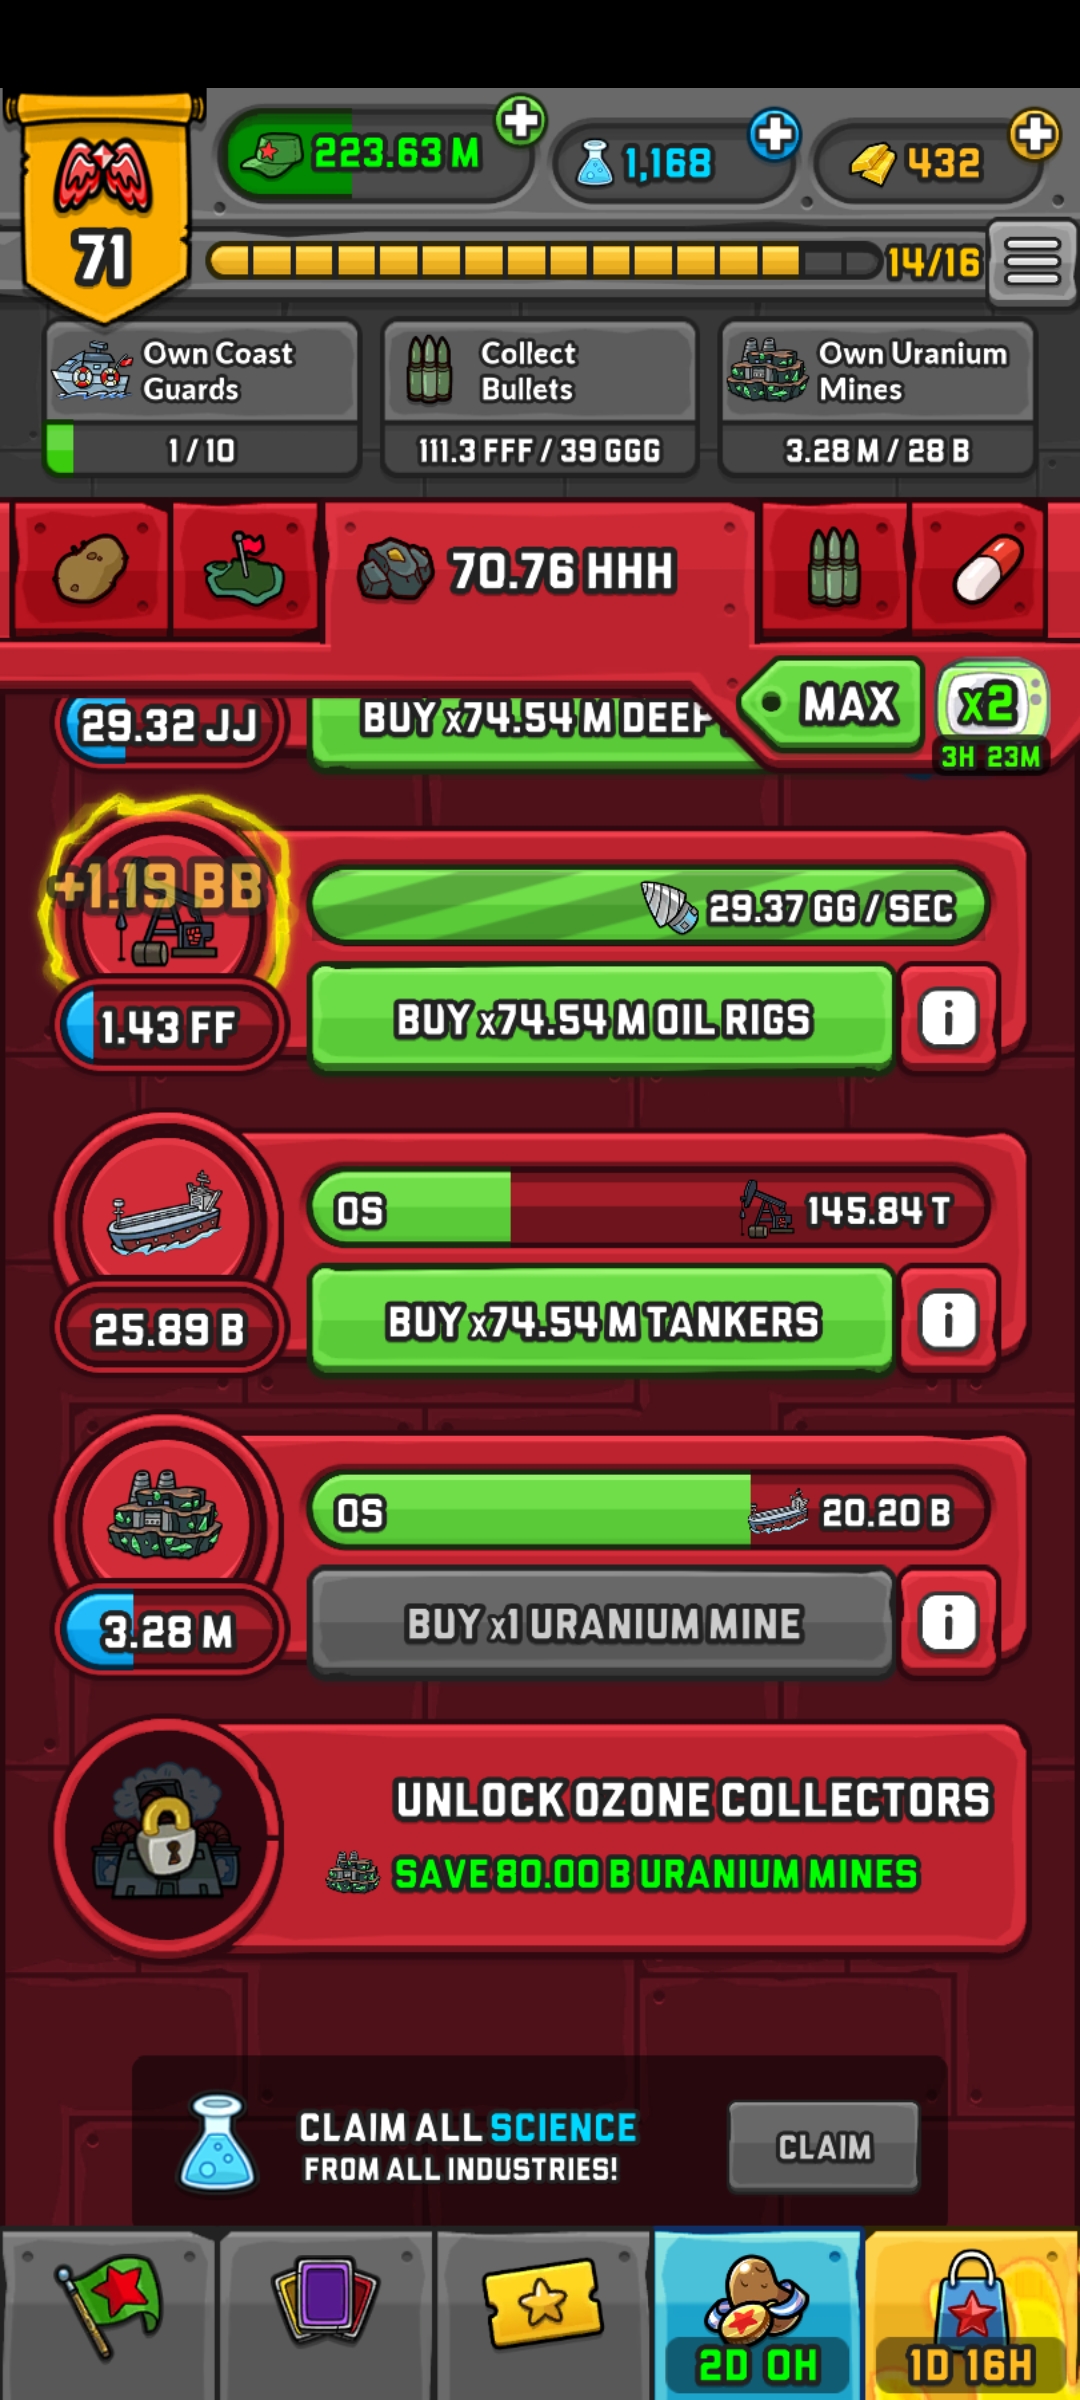 223.63 M
1,168
432
71
14/16
Own Coast
Guards
1 / 10
Collect
Bullets
111.3 FFF / 39 GGG
Own Uranium
Mines
3.28 M / 28 B
70.76 HHH
MAX
x2
3H 23M
29.32 JJ
BUY x74.54 M DEEP
+1.19 BB
29.37 GG / SEC
1.43 FF
BUY x74.54 M OIL RIGS
i
0S
145.84 T
25.89 B
BUY x74.54 M TANKERS
i
0S
20.20 B
3.28 M
BUY x1 URANIUM MINE
i
UNLOCK OZONE COLLECTORS
SAVE 80.00 B URANIUM MINES
CLAIM ALL SCIENCE
FROM ALL INDUSTRIES!
CLAIM
2D 0H
1D 16H